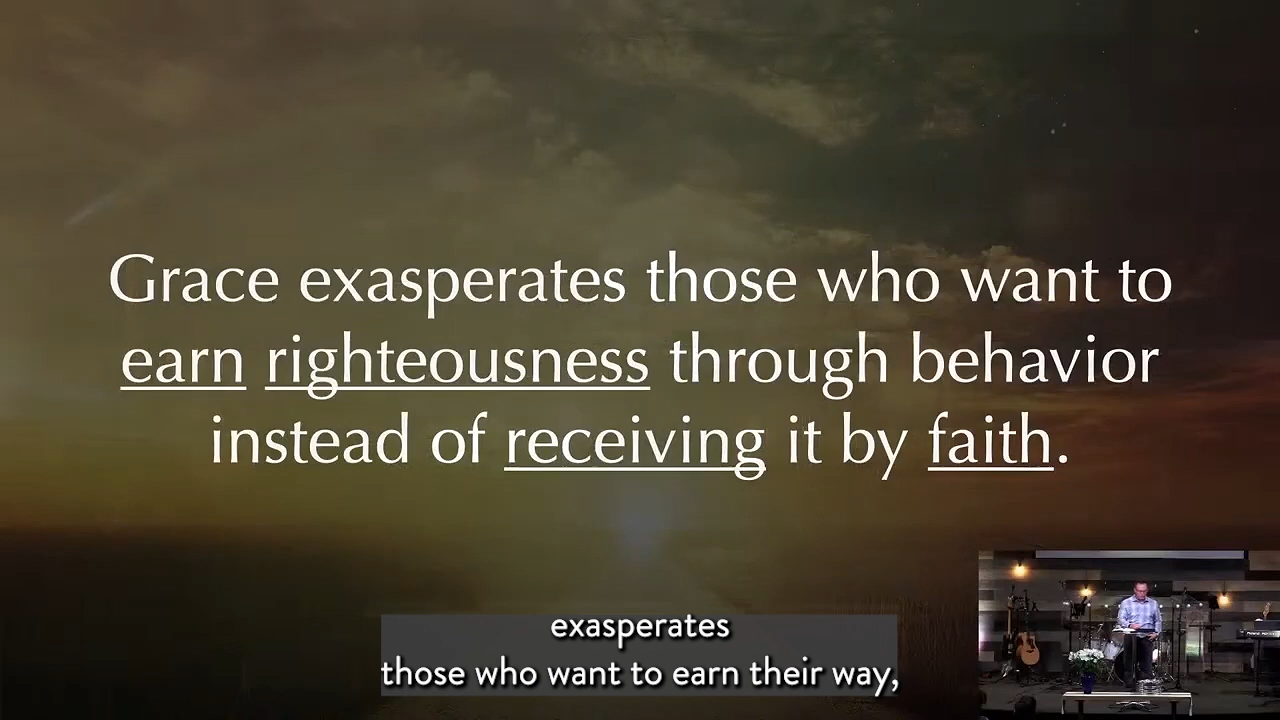 Grace exasperates those who want to
earn righteousness through behavior
instead of receiving it by faith.
exasperates
those who want to earn their way,